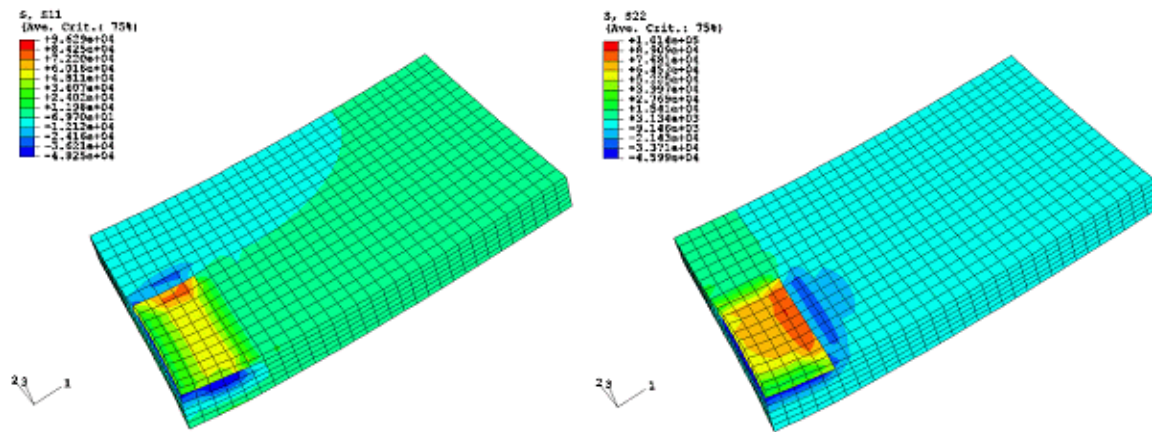 S, S11
(Ave. Crit.: 75%)
+9.629e+04
+8.425e+04
+7.220e+04
+6.016e+04
+4.811e+04
+3.607e+04
+2.402e+04
+1.198e+04
-6.970e+01
-1.212e+04
-2.416e+04
-3.621e+04
-4.825e+04
2 3 1
S, S22
(Ave. Crit.: 75%)
+1.014e+05
+8.909e+04
+7.681e+04
+6.453e+04
+5.225e+04
+3.997e+04
+2.769e+04
+1.541e+04
+3.134e+03
-9.146e+03
-2.143e+04
-3.371e+04
-4.599e+04
2 3 1